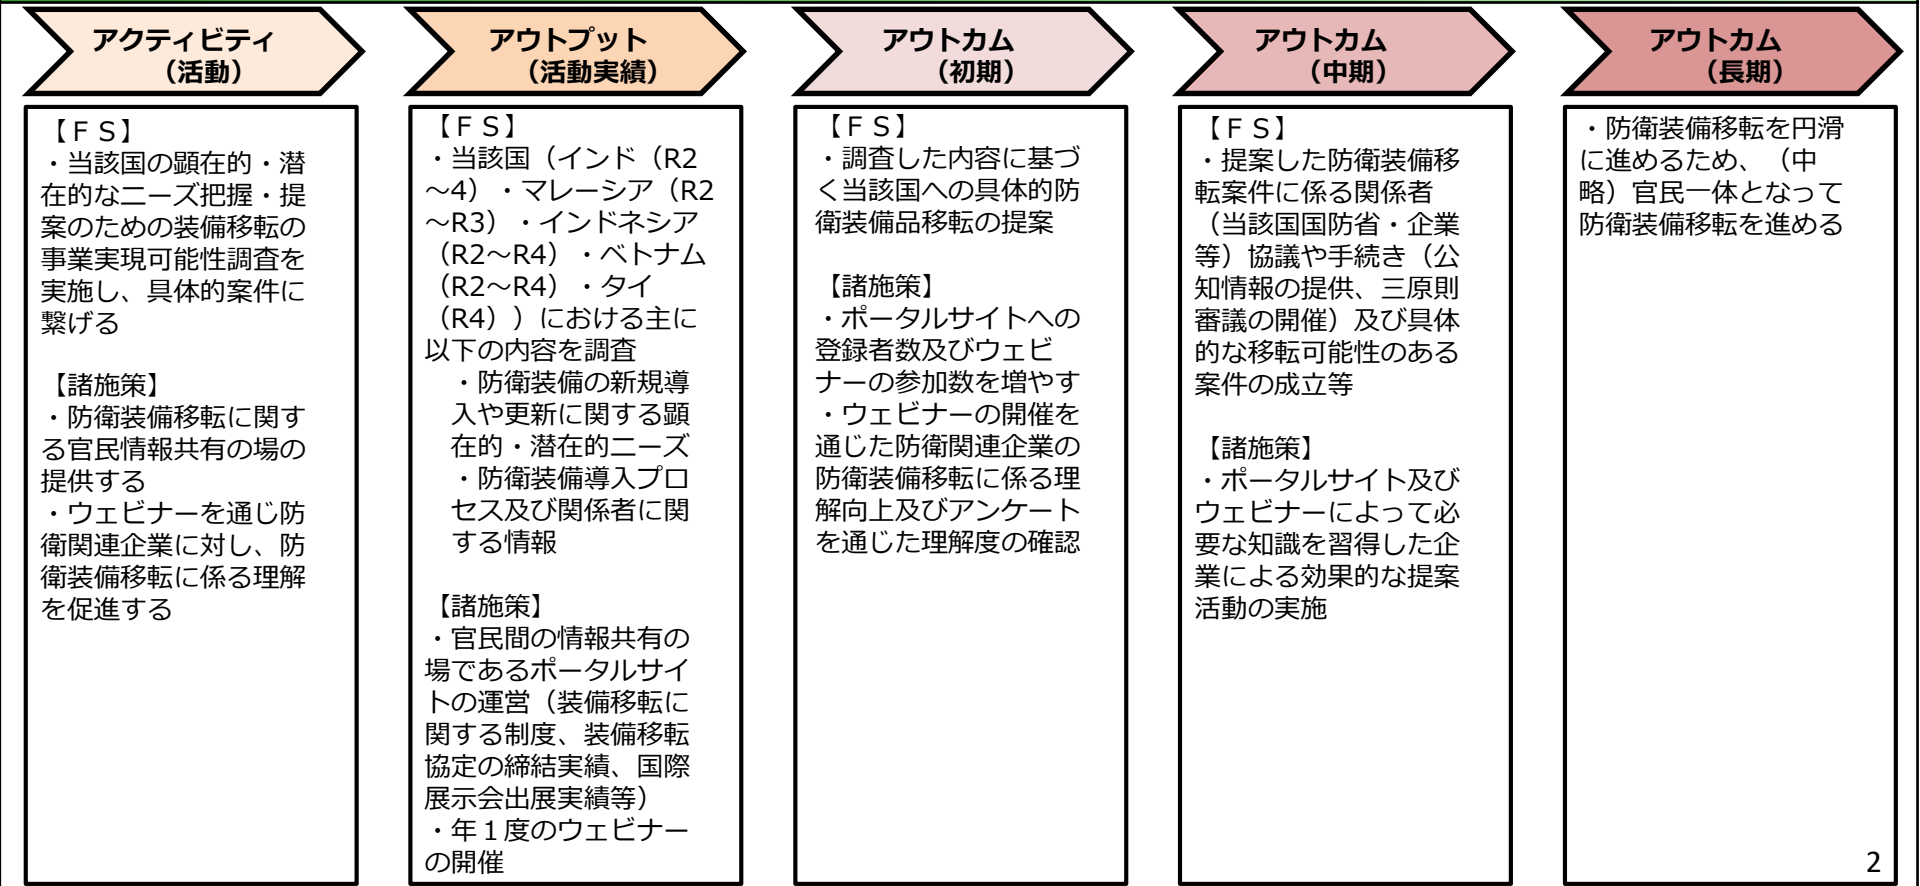 アクティビティ
（活動）
【ＦＳ】
・当該国の顕在的・潜
在的なニーズ把握・提
案のための装備移転の
事業実現可能性調査を
実施し、具体的案件に
繋げる
【諸施策】
・防衛装備移転に関す
る官民情報共有の場の
提供する
・ウェビナーを通じ防
衛関連企業に対し、防
衛装備移転に係る理解
を促進する
アウトプット
（活動実績）
【ＦＳ】
・当該国（インド（R2
～4）・マレーシア（R2
～R3）・インドネシア
（R2～R4）・ベトナム
（R2～R4）・タイ
（R4））における主に
以下の内容を調査
・防衛装備の新規導
入や更新に関する顕
在的・潜在的ニーズ
・防衛装備導入プロ
セス及び関係者に関
する情報
【諸施策】
・官民間の情報共有の
場であるポータルサイ
トの運営（装備移転に
関する制度、装備移転
協定の締結実績、国際
展示会出展実績等）
・年１度のウェビナー
の開催
アウトカム
（初期）
【ＦＳ】
・調査した内容に基づ
く当該国への具体的防
衛装備品移転の提案
【諸施策】
・ポータルサイトへの
登録者数及びウェビ
ナーの参加数を増やす
・ウェビナーの開催を
通じた防衛関連企業の
防衛装備移転に係る理
解向上及びアンケート
を通じた理解度の確認
アウトカム
（中期）
【ＦＳ】
・提案した防衛装備移
転案件に係る関係者
（当該国国防省・企業
等）協議や手続き（公
知情報の提供、三原則
審議の開催）及び具体
的な移転可能性のある
案件の成立等
【諸施策】
・ポータルサイト及び
ウェビナーによって必
要な知識を習得した企
業による効果的な提案
活動の実施
アウトカム
（長期）
・防衛装備移転を円滑
に進めるため、（中
略）官民一体となって
防衛装備移転を進める
2